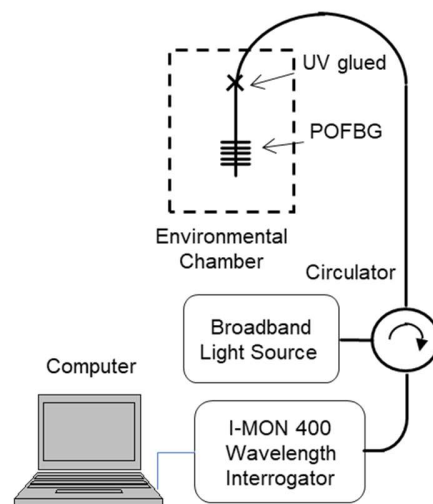 UV glued
POFBG
Environmental
Chamber
Circulator
Broadband
Light Source
Computer
I-MON 400
Wavelength
Interrogator